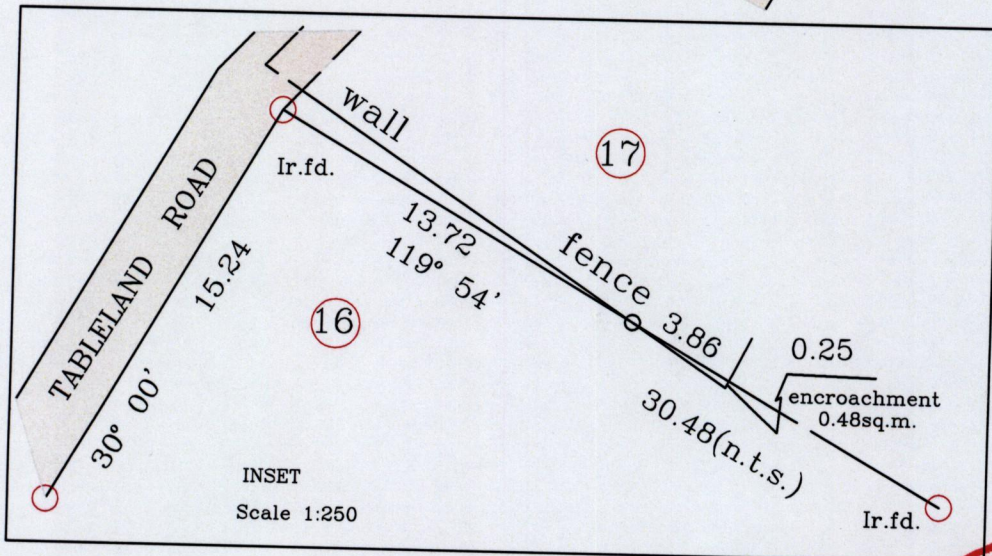 wall
17
Ir.fd.
TABLELAND ROAD
15.24
30° 00'
13.72
119° 54'
fence
16
3.86
0.25
encroachment
0.48sq.m.
30.48(n.t.s.)
INSET
Scale 1:250
Ir.fd.